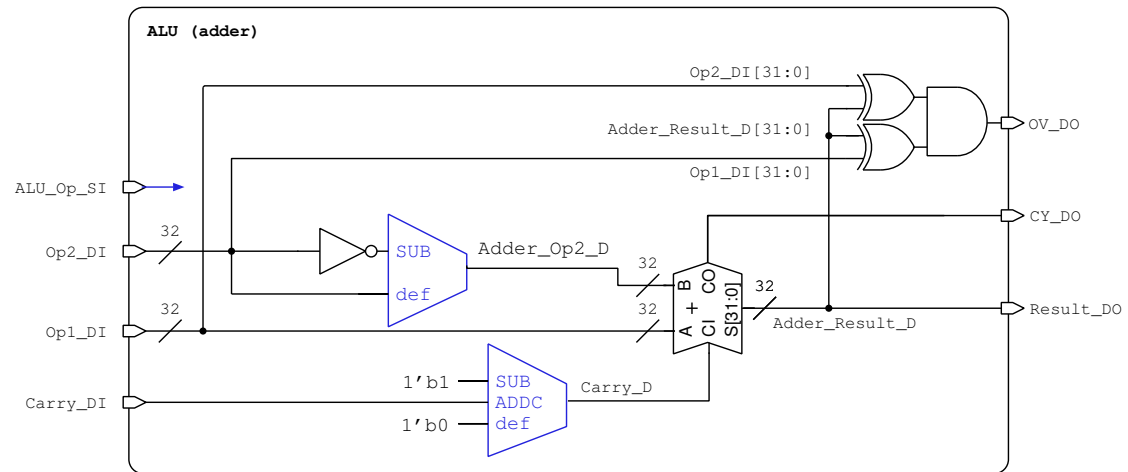 ALU (adder)
Op2_DI[31:0]
Adder_Result_D[31:0]
OV_DO
Op1_DI[31:0]
ALU_Op_SI
CY_DO
32
Op2_DI
SUB
Adder_Op2_D
def
32
B
CO
+
A
CI
S[31:0]
32
Result_DO
Adder_Result_D
32
Op1_DI
32
1'b1
SUB
Carry_D
Carry_DI
ADDC
1'b0
def